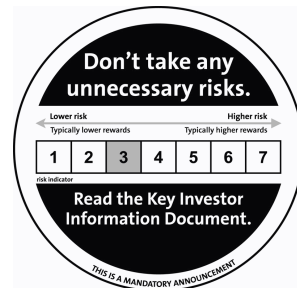 Don't take any
unnecessary risks.
Lower risk Higher risk
Typically lower rewards Typically higher rewards
1 2 3 4 5 6 7
risk indicator
Read the Key Investor
Information Document.
THIS IS A MANDATORY ANNOUNCEMENT